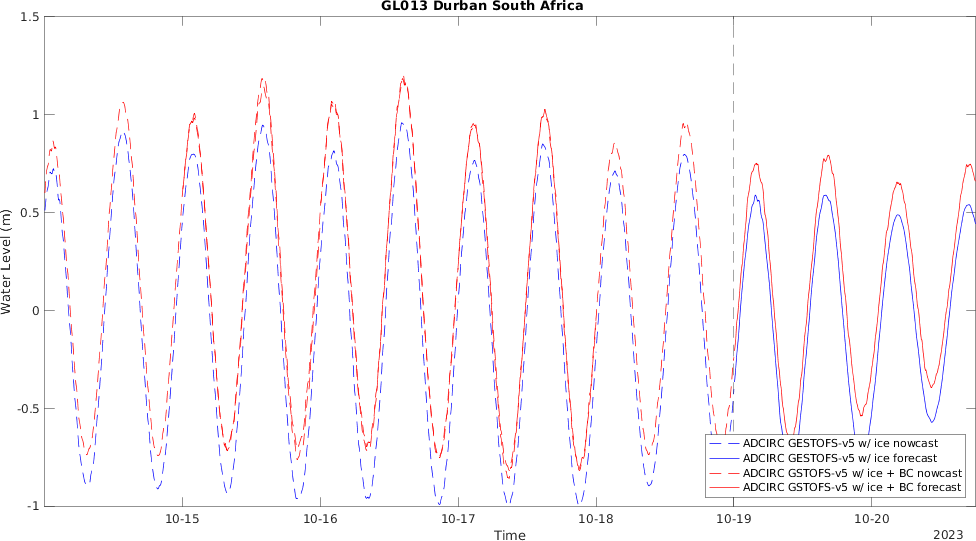 GL013 Durban South Africa
1.5
1
0.5
0
-0.5
-1
Water Level (m)
10-15
10-16
10-17
10-18
10-19
10-20
Time
2023
ADCIRC GESTOFS-v5 w/ ice nowcast
ADCIRC GESTOFS-v5 w/ ice forecast
ADCIRC GSTOFS-v5 w/ ice + BC nowcast
ADCIRC GSTOFS-v5 w/ ice + BC forecast